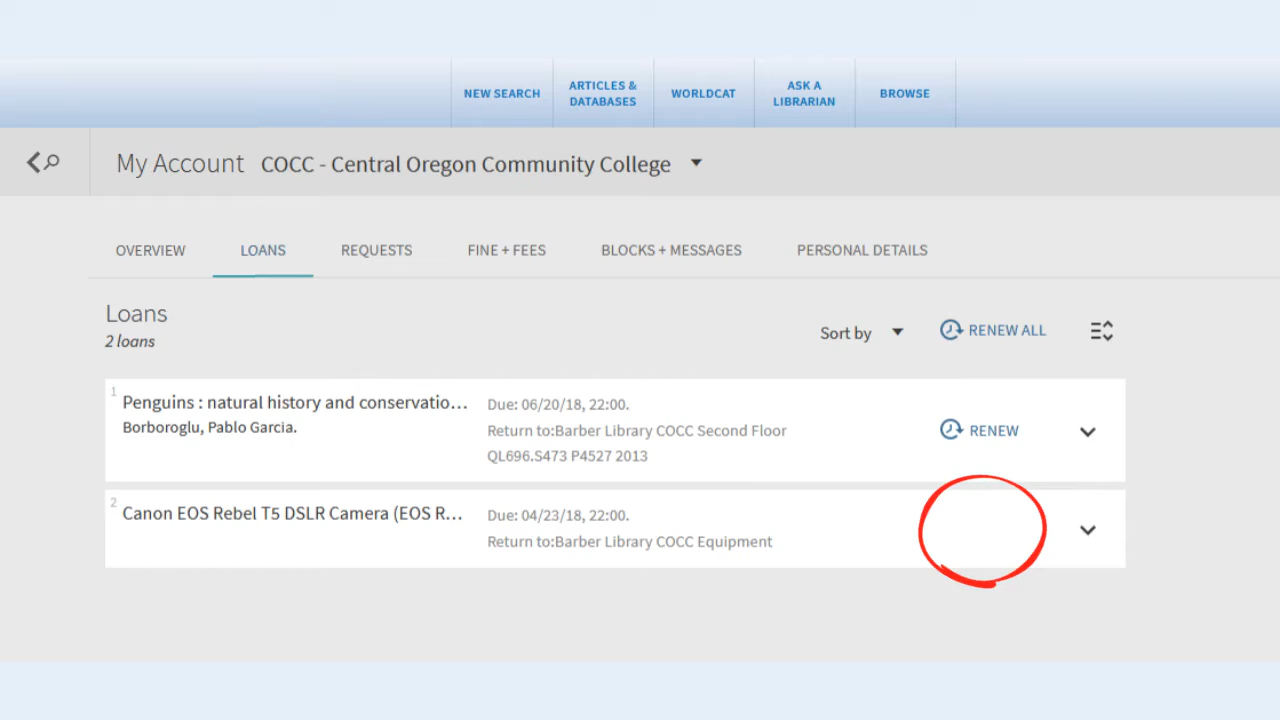 NEW SEARCH
ARTICLES &
DATABASES
WORLDCAT
ASK A
LIBRARIAN
BROWSE
My Account COCC - Central Oregon Community College
OVERVIEW LOANS REQUESTS FINE + FEES BLOCKS + MESSAGES PERSONAL DETAILS
Loans
2 loans
Sort by RENEW ALL
1
Penguins : natural history and conservatio...
Borboroglu, Pablo Garcia.
Due: 06/20/18, 22:00.
Return to:Barber Library COCC Second Floor
QL696.S473 P4527 2013
RENEW
2
Canon EOS Rebel T5 DSLR Camera (EOS R...
Due: 04/23/18, 22:00.
Return to:Barber Library COCC Equipment